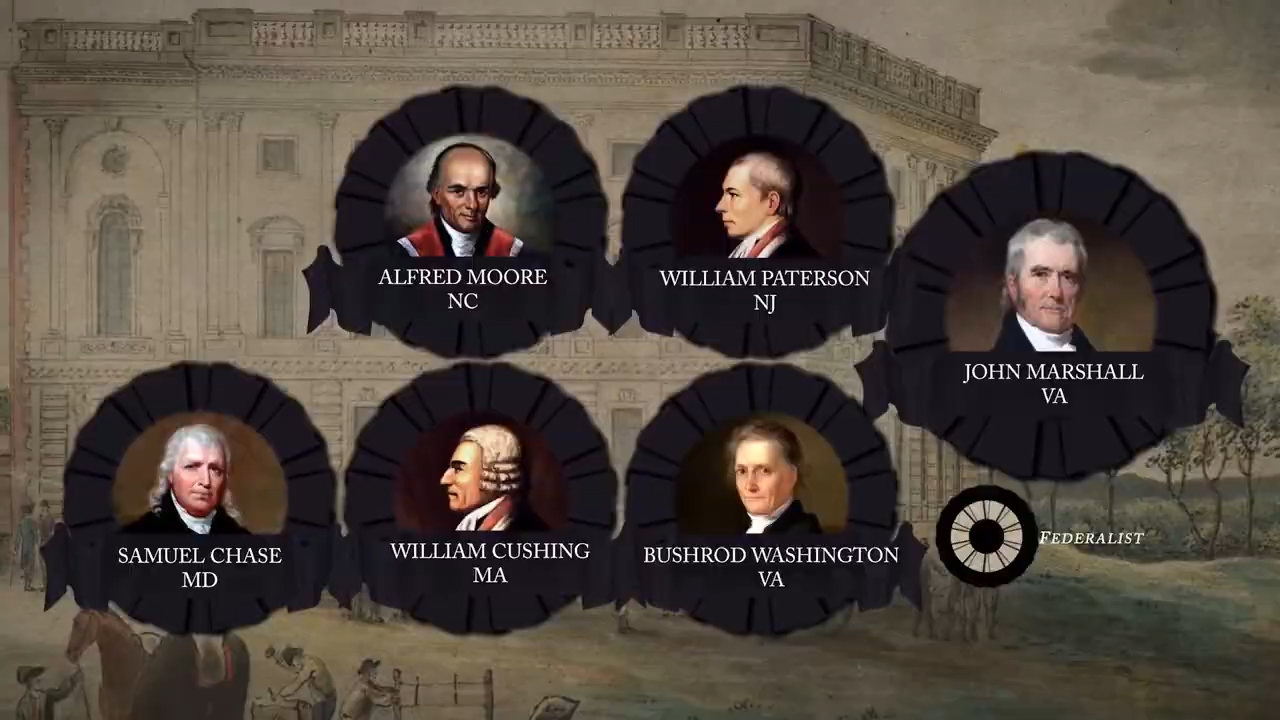 ALFRED MOORE
NC
WILLIAM PATERSON
NJ
JOHN MARSHALL
VA
SAMUEL CHASE
MD
WILLIAM CUSHING
MA
BUSHROD WASHINGTON
VA
FEDERALIST